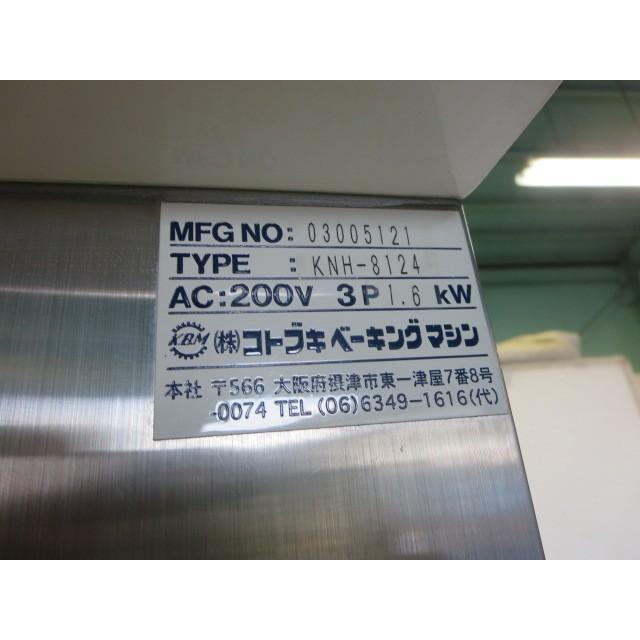 MFG NO: 03005121
TYPE : KNH-8124
AC:200V 3P 1.6 kW
KBM (株)コトブキベーキングマシン
本社 〒566 大阪府摂津市東一津屋7番8号
-0074 TEL (06)6349-1616(代)